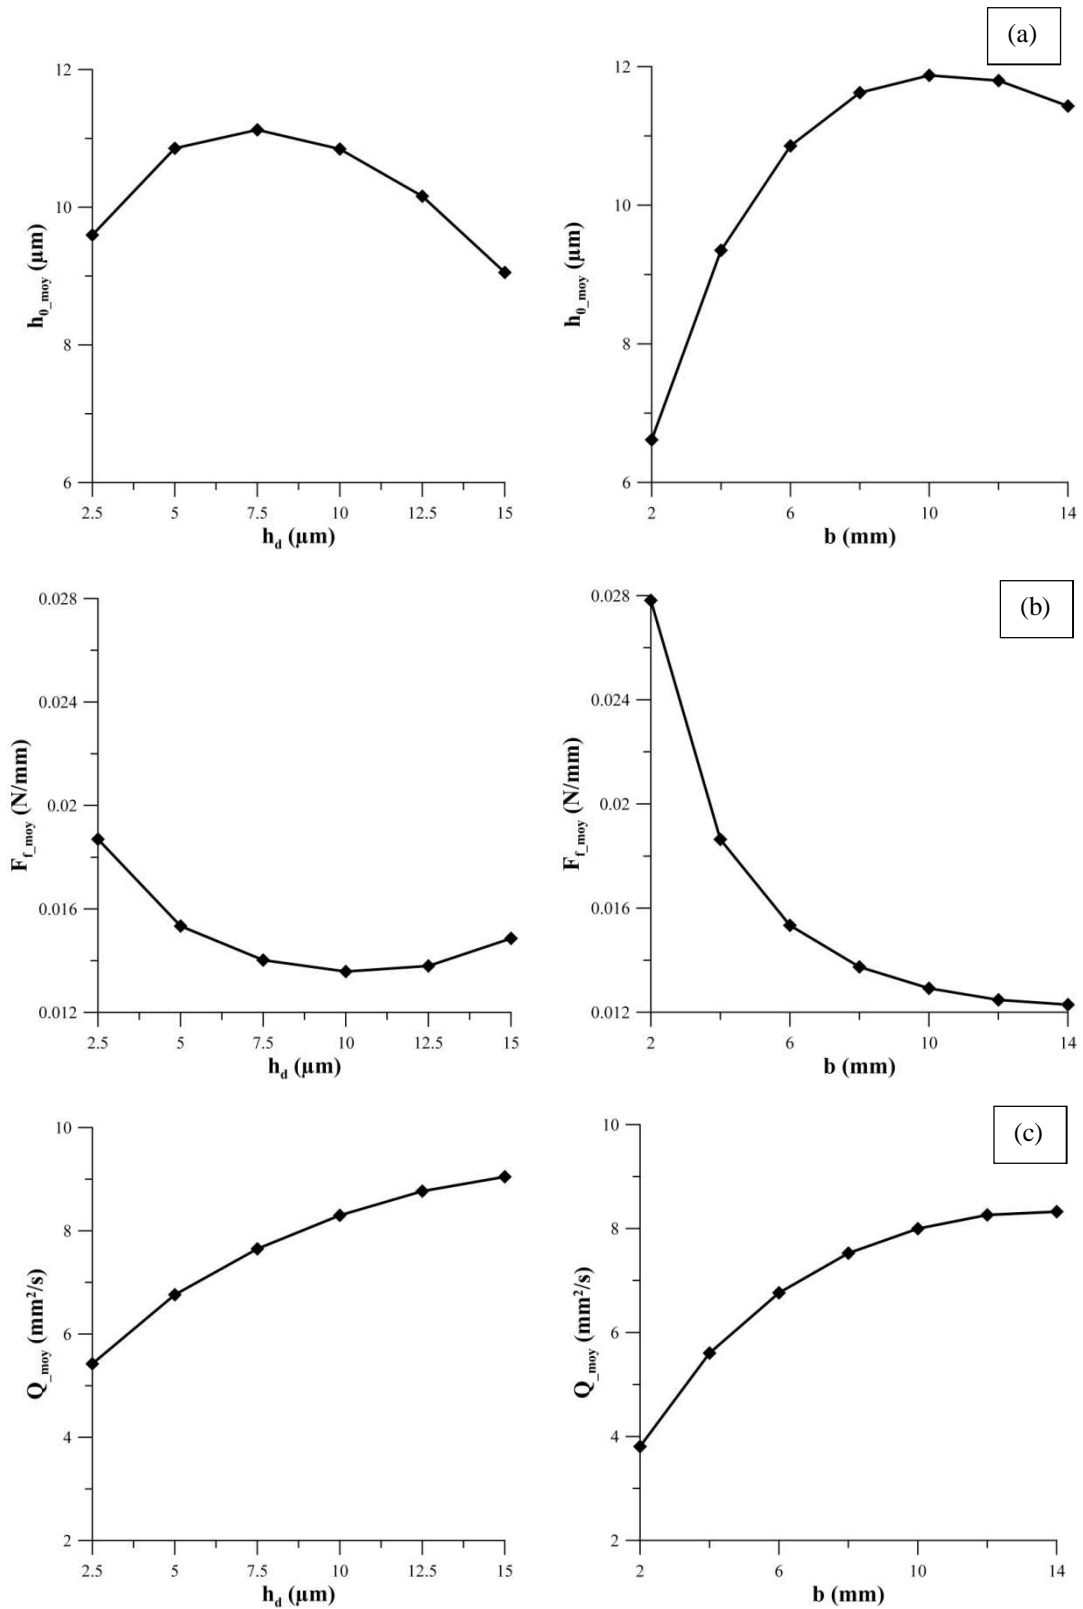 (a)
12
10
8
6
h0_moy (µm)
2.5 5 7.5 10 12.5 15
hd (µm)
12
10
8
6
h0_moy (µm)
2 6 10 14
b (mm)
(b)
0.028
0.024
0.02
0.016
0.012
Ff_moy (N/mm)
2.5 5 7.5 10 12.5 15
hd (µm)
0.028
0.024
0.02
0.016
0.012
Ff_moy (N/mm)
2 6 10 14
b (mm)
(c)
10
8
6
4
2
Q_moy (mm²/s)
2.5 5 7.5 10 12.5 15
hd (µm)
10
8
6
4
2
Q_moy (mm²/s)
2 6 10 14
b (mm)